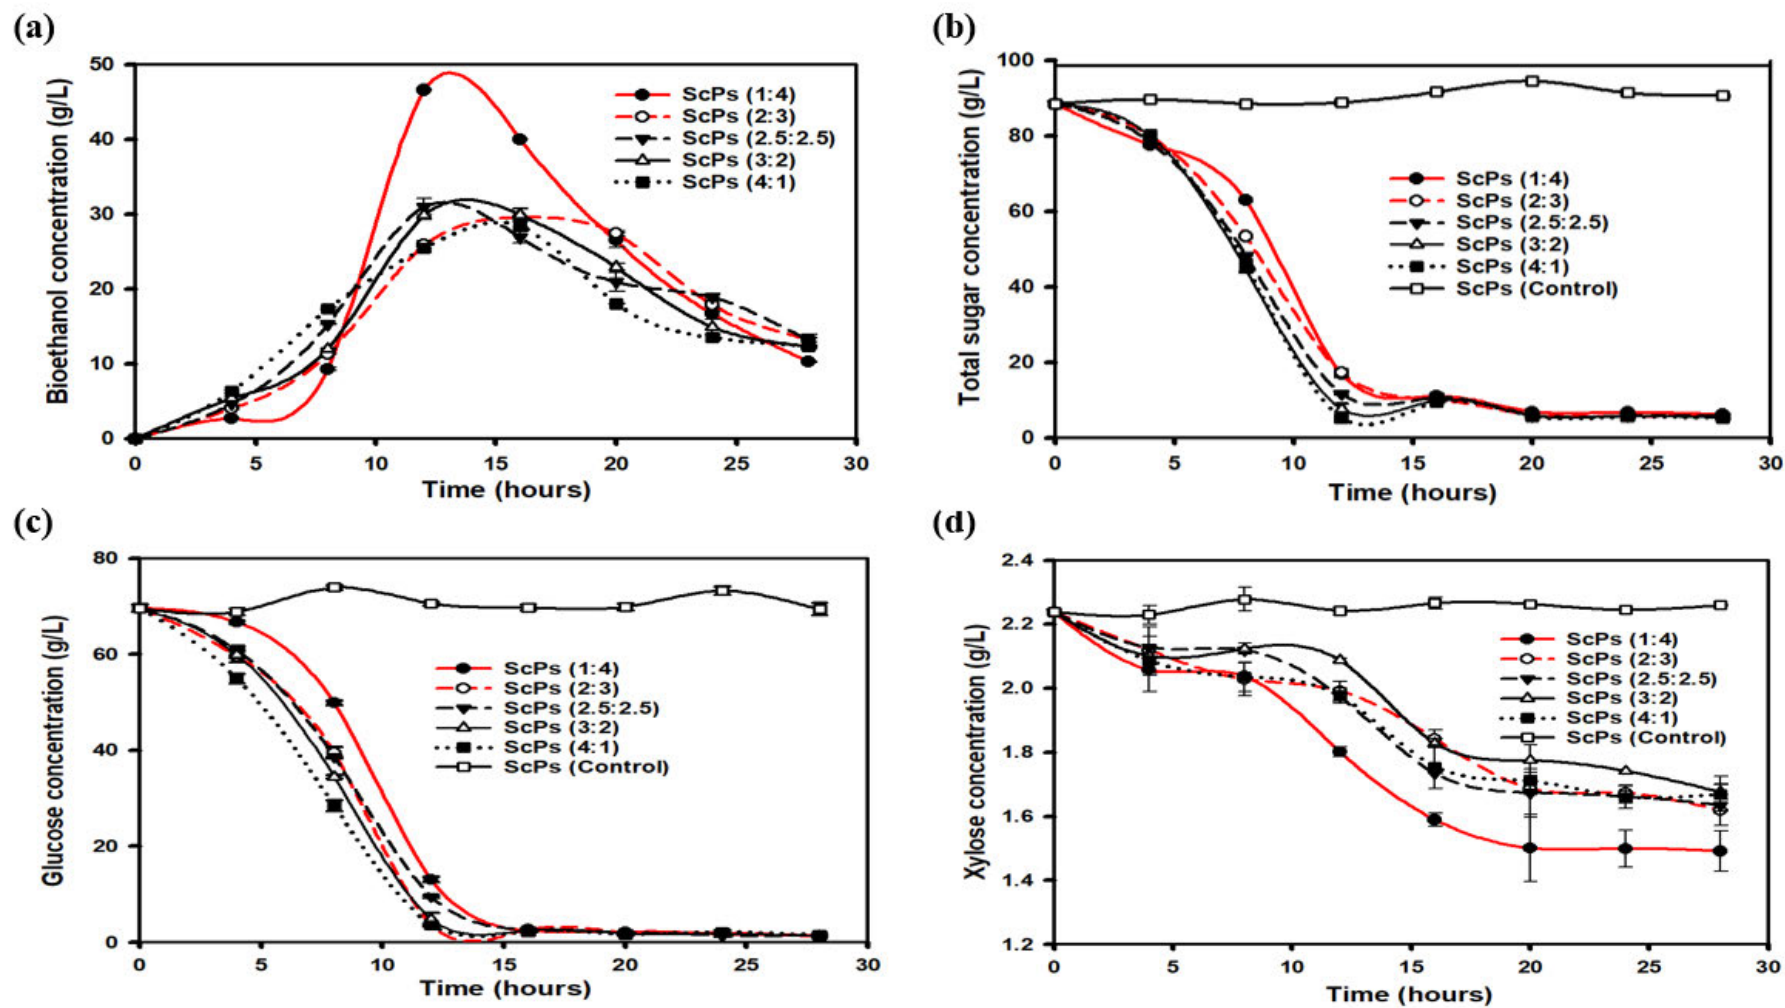 (a)
50
40
30
20
10
0
Bioethanol concentration (g/L)
ScPs (1:4)
ScPs (2:3)
ScPs (2.5:2.5)
ScPs (3:2)
ScPs (4:1)
0 5 10 15 20 25 30
Time (hours)
(b)
100
80
60
40
20
0
Total sugar concentration (g/L)
ScPs (1:4)
ScPs (2:3)
ScPs (2.5:2.5)
ScPs (3:2)
ScPs (4:1)
ScPs (Control)
0 5 10 15 20 25 30
Time (hours)
(c)
80
60
40
20
0
Glucose concentration (g/L)
ScPs (1:4)
ScPs (2:3)
ScPs (2.5:2.5)
ScPs (3:2)
ScPs (4:1)
ScPs (Control)
0 5 10 15 20 25 30
Time (hours)
(d)
2.4
2.2
2.0
1.8
1.6
1.4
1.2
Xylose concentration (g/L)
ScPs (1:4)
ScPs (2:3)
ScPs (2.5:2.5)
ScPs (3:2)
ScPs (4:1)
ScPs (Control)
0 5 10 15 20 25 30
Time (hours)